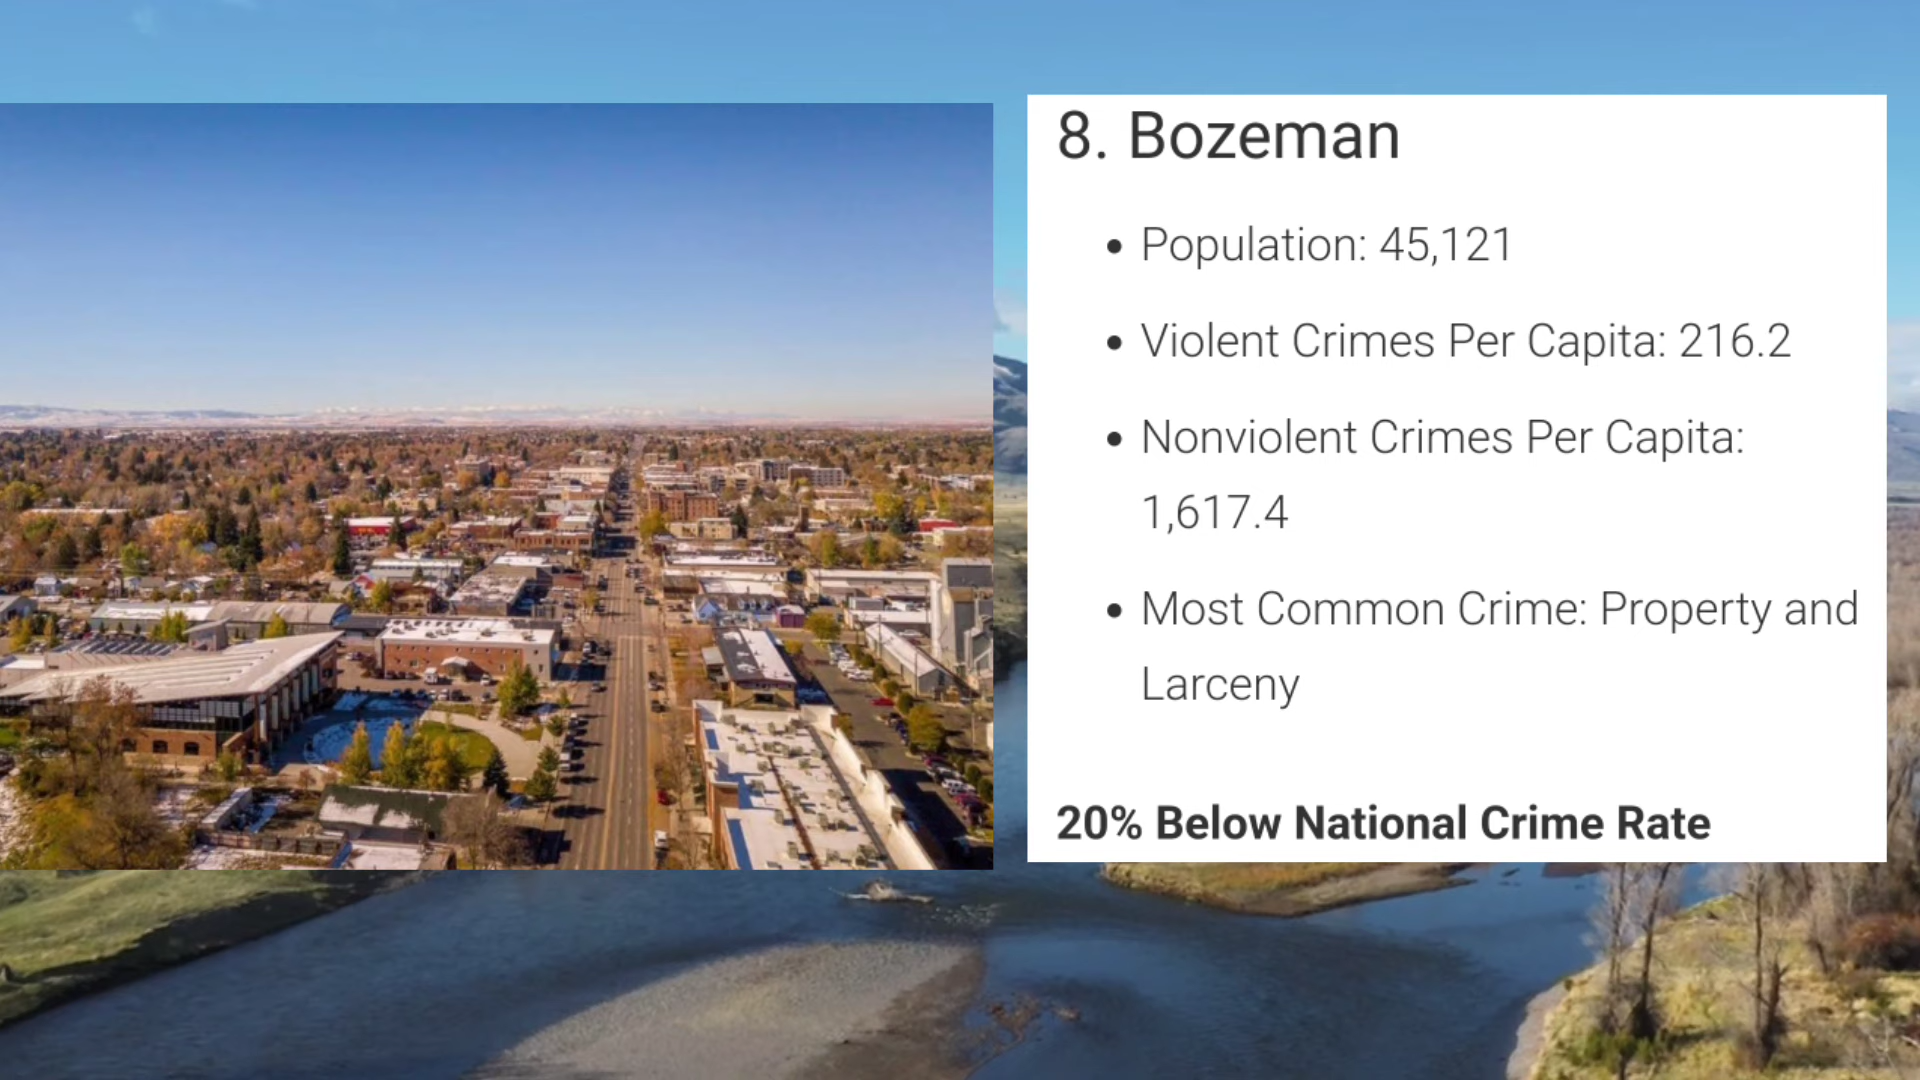 8. Bozeman
• Population: 45,121
• Violent Crimes Per Capita: 216.2
• Nonviolent Crimes Per Capita:
1,617.4
• Most Common Crime: Property and
Larceny
20% Below National Crime Rate